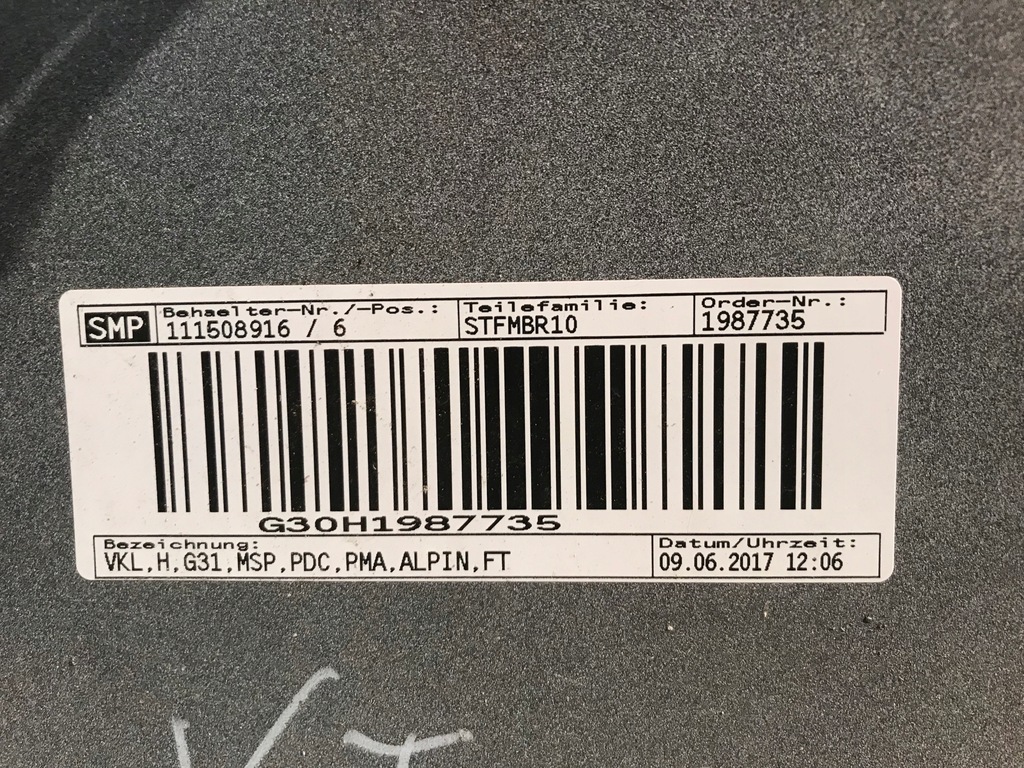 SMP
Behaelter-Nr./-Pos.: Teilefamilie: Order-Nr.:
111508916 / 6 STFMBR10 1987735
G30H1987735
Bezeichnung: Datum/Uhrzeit:
VKL,H,G31,MSP,PDC,PMA,ALPIN,FT 09.06.2017 12:06